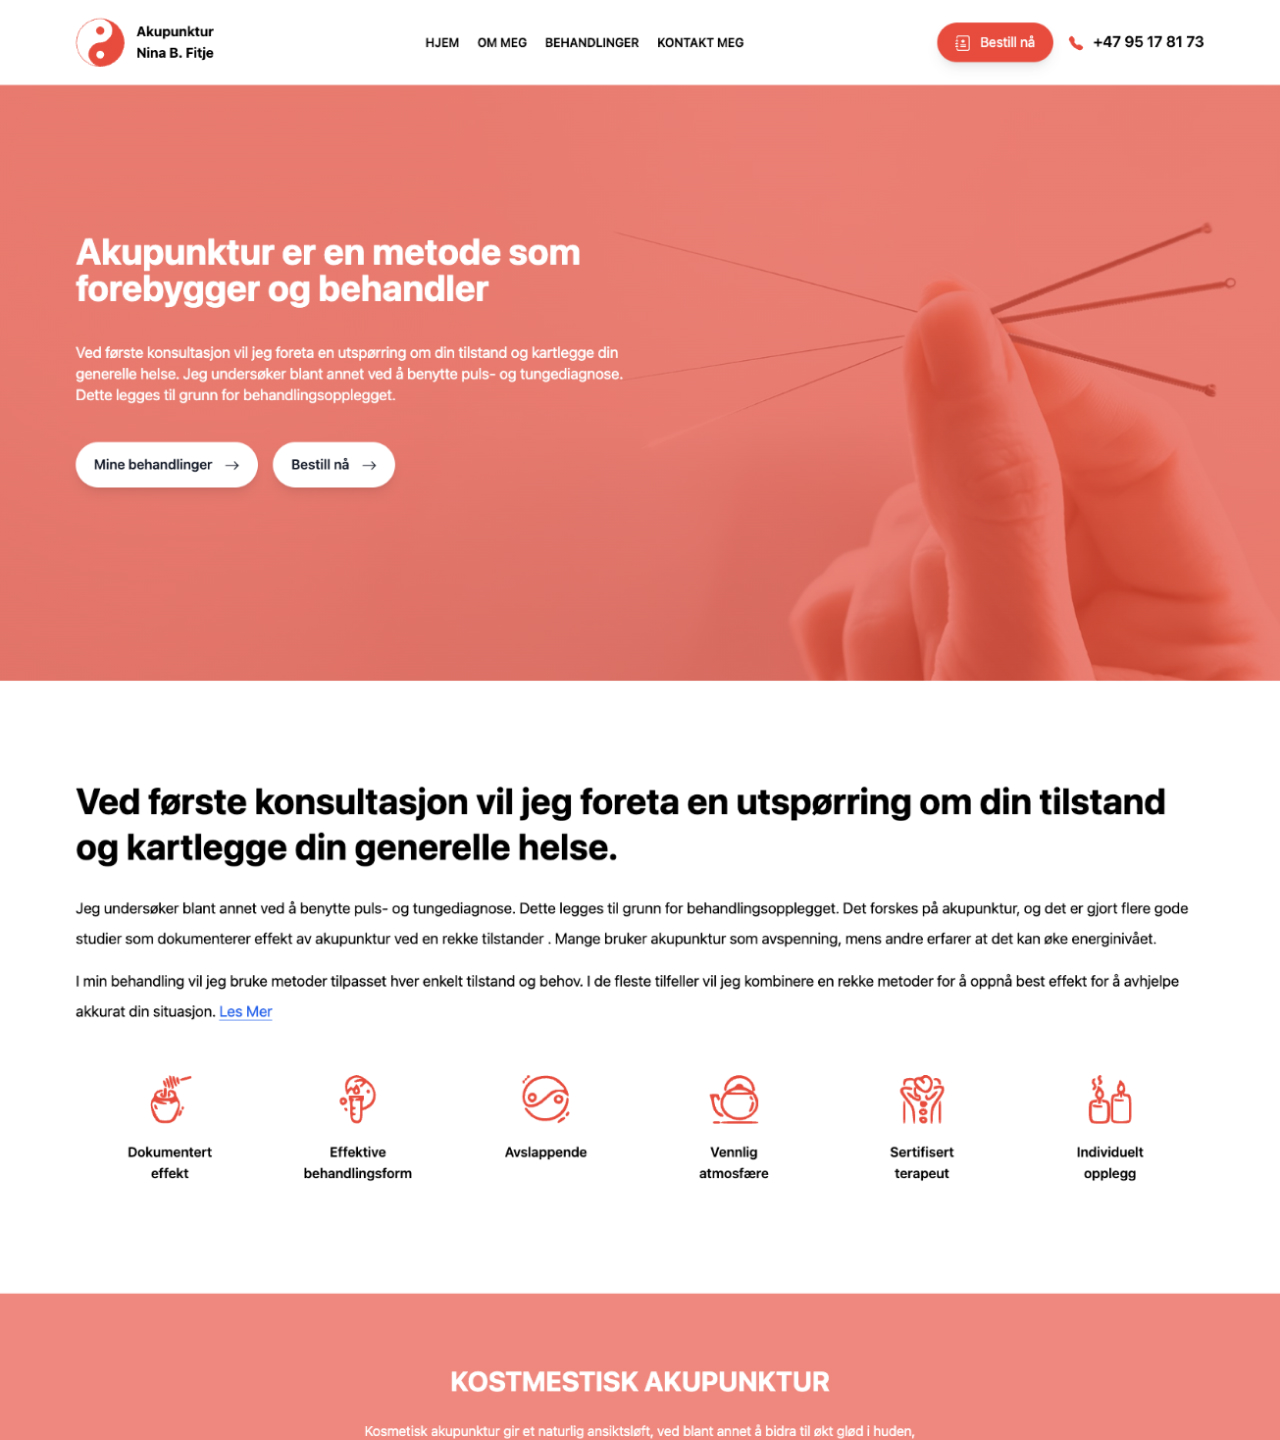 Akupunktur
Nina B. Fitje
HJEM
OM MEG
BEHANDLINGER
KONTAKT MEG
Bestill nå
+47 95 17 81 73
Akupunktur er en metode som
forebygger og behandler
Ved første konsultasjon vil jeg foreta en utspørring om din tilstand og kartlegge din
generelle helse. Jeg undersøker blant annet ved å benytte puls- og tungediagnose.
Dette legges til grunn for behandlingsopplegget.
Mine behandlinger
Bestill nå
Ved første konsultasjon vil jeg foreta en utspørring om din tilstand
og kartlegge din generelle helse.
Jeg undersøker blant annet ved å benytte puls- og tungediagnose. Dette legges til grunn for behandlingsopplegget. Det forskes på akupunktur, og det er gjort flere gode
studier som dokumenterer effekt av akupunktur ved en rekke tilstander . Mange bruker akupunktur som avspenning, mens andre erfarer at det kan øke energinivået.
I min behandling vil jeg bruke metoder tilpasset hver enkelt tilstand og behov. I de fleste tilfeller vil jeg kombinere en rekke metoder for å oppnå best effekt for å avhjelpe
akkurat din situasjon. Les Mer
Dokumentert
effekt
Effektive
behandlingsform
Avslappende
Vennlig
atmosfære
Sertifisert
terapeut
Individuelt
opplegg
KOSTMESTISK AKUPUNKTUR
Kosmetisk akupunktur gir et naturlig ansiktsløft, ved blant annet å bidra til økt glød i huden,